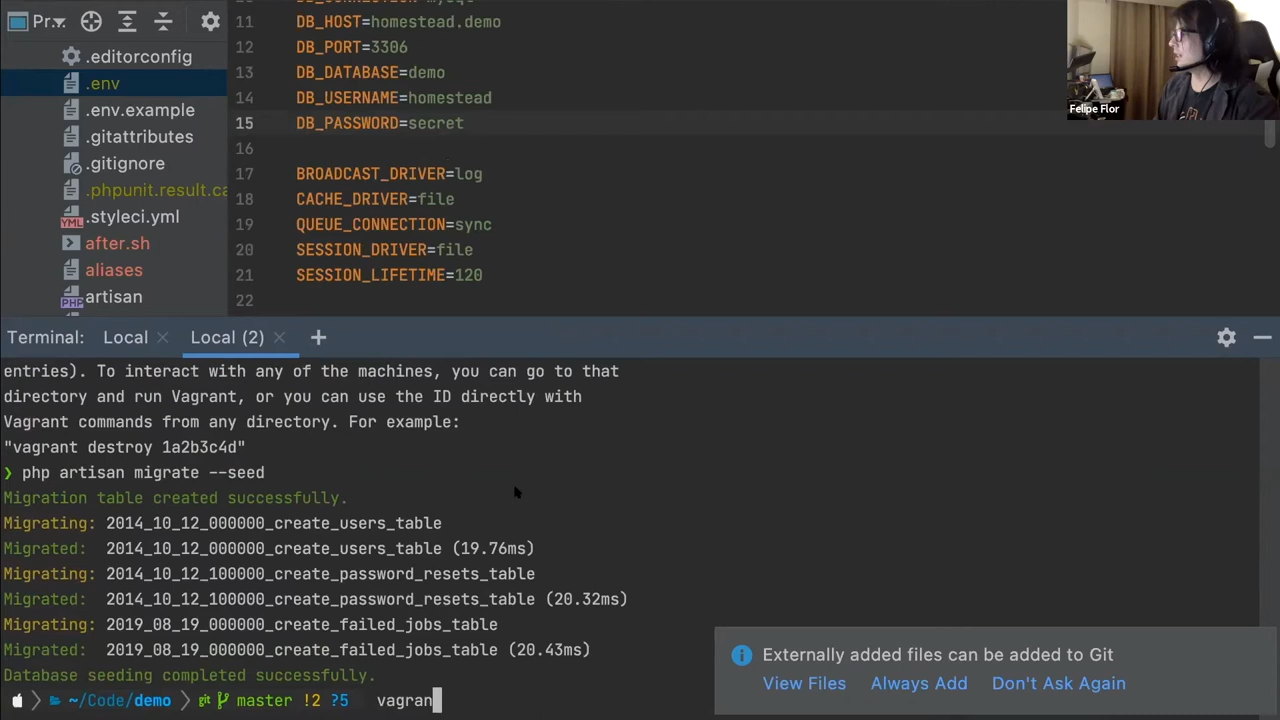 Pr...
.editorconfig
.env
.env.example
.gitattributes
.gitignore
.phpunit.result.ca
.styleci.yml
YML
after.sh
aliases
artisan
PHP
11 DB_HOST=homestead.demo
12 DB_PORT=3306
13 DB_DATABASE=demo
14 DB_USERNAME=homestead
15 DB_PASSWORD=secret
16
17 BROADCAST_DRIVER=log
18 CACHE_DRIVER=file
19 QUEUE_CONNECTION=sync
20 SESSION_DRIVER=file
21 SESSION_LIFETIME=120
22
Felipe Flor
Terminal: Local Local (2)
entries). To interact with any of the machines, you can go to that
directory and run Vagrant, or you can use the ID directly with
Vagrant commands from any directory. For example:
"vagrant destroy 1a2b3c4d"
❯ php artisan migrate --seed
Migration table created successfully.
Migrating: 2014_10_12_000000_create_users_table
Migrated: 2014_10_12_000000_create_users_table (19.76ms)
Migrating: 2014_10_12_100000_create_password_resets_table
Migrated: 2014_10_12_100000_create_password_resets_table (20.32ms)
Migrating: 2019_08_19_000000_create_failed_jobs_table
Migrated: 2019_08_19_000000_create_failed_jobs_table (20.43ms)
Database seeding completed successfully.
~/Code/demo git master !2 ?5 vagran
Externally added files can be added to Git
View Files Always Add Don't Ask Again